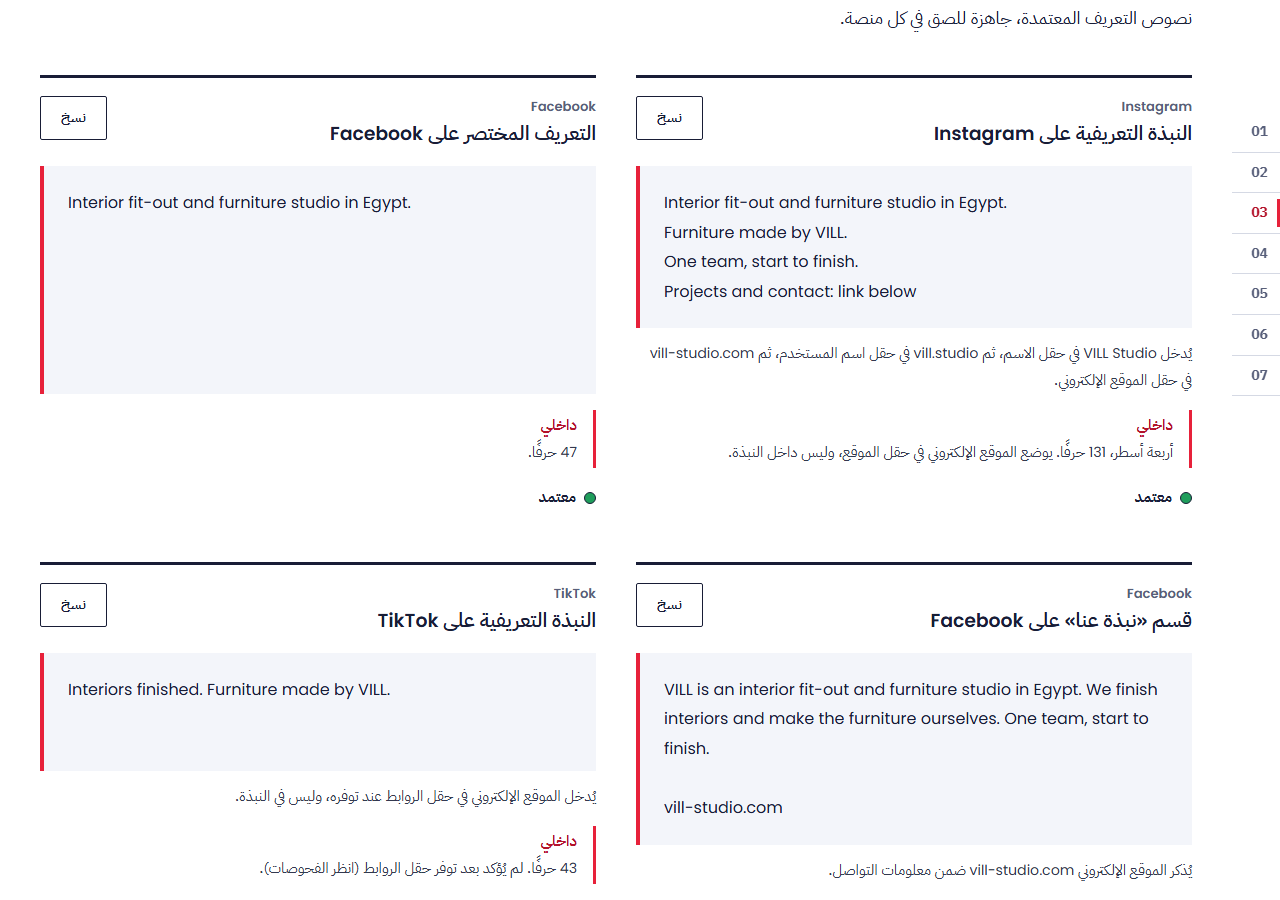 نصوص التعريف المعتمدة، جاهزة للصق في كل منصة.
Instagram
النبذة التعريفية على Instagram
نسخ
Interior fit-out and furniture studio in Egypt.
Furniture made by VILL.
One team, start to finish.
Projects and contact: link below
يُدخل VILL Studio في حقل الاسم، ثم vill.studio في حقل اسم المستخدم، ثم vill-studio.com
في حقل الموقع الإلكتروني.
داخلي
أربعة أسطر، 131 حرفًا. يوضع الموقع الإلكتروني في حقل الموقع، وليس داخل النبذة.
معتمد
Facebook
التعريف المختصر على Facebook
نسخ
Interior fit-out and furniture studio in Egypt.
داخلي
47 حرفًا.
معتمد
Facebook
قسم «نبذة عنا» على Facebook
نسخ
VILL is an interior fit-out and furniture studio in Egypt. We finish
interiors and make the furniture ourselves. One team, start to
finish.
vill-studio.com
يُذكر الموقع الإلكتروني vill-studio.com ضمن معلومات التواصل.
TikTok
النبذة التعريفية على TikTok
نسخ
Interiors finished. Furniture made by VILL.
يُدخل الموقع الإلكتروني في حقل الروابط عند توفره، وليس في النبذة.
داخلي
43 حرفًا. لم يُؤكد بعد توفر حقل الروابط (انظر الفحوصات).
01
02
03
04
05
06
07